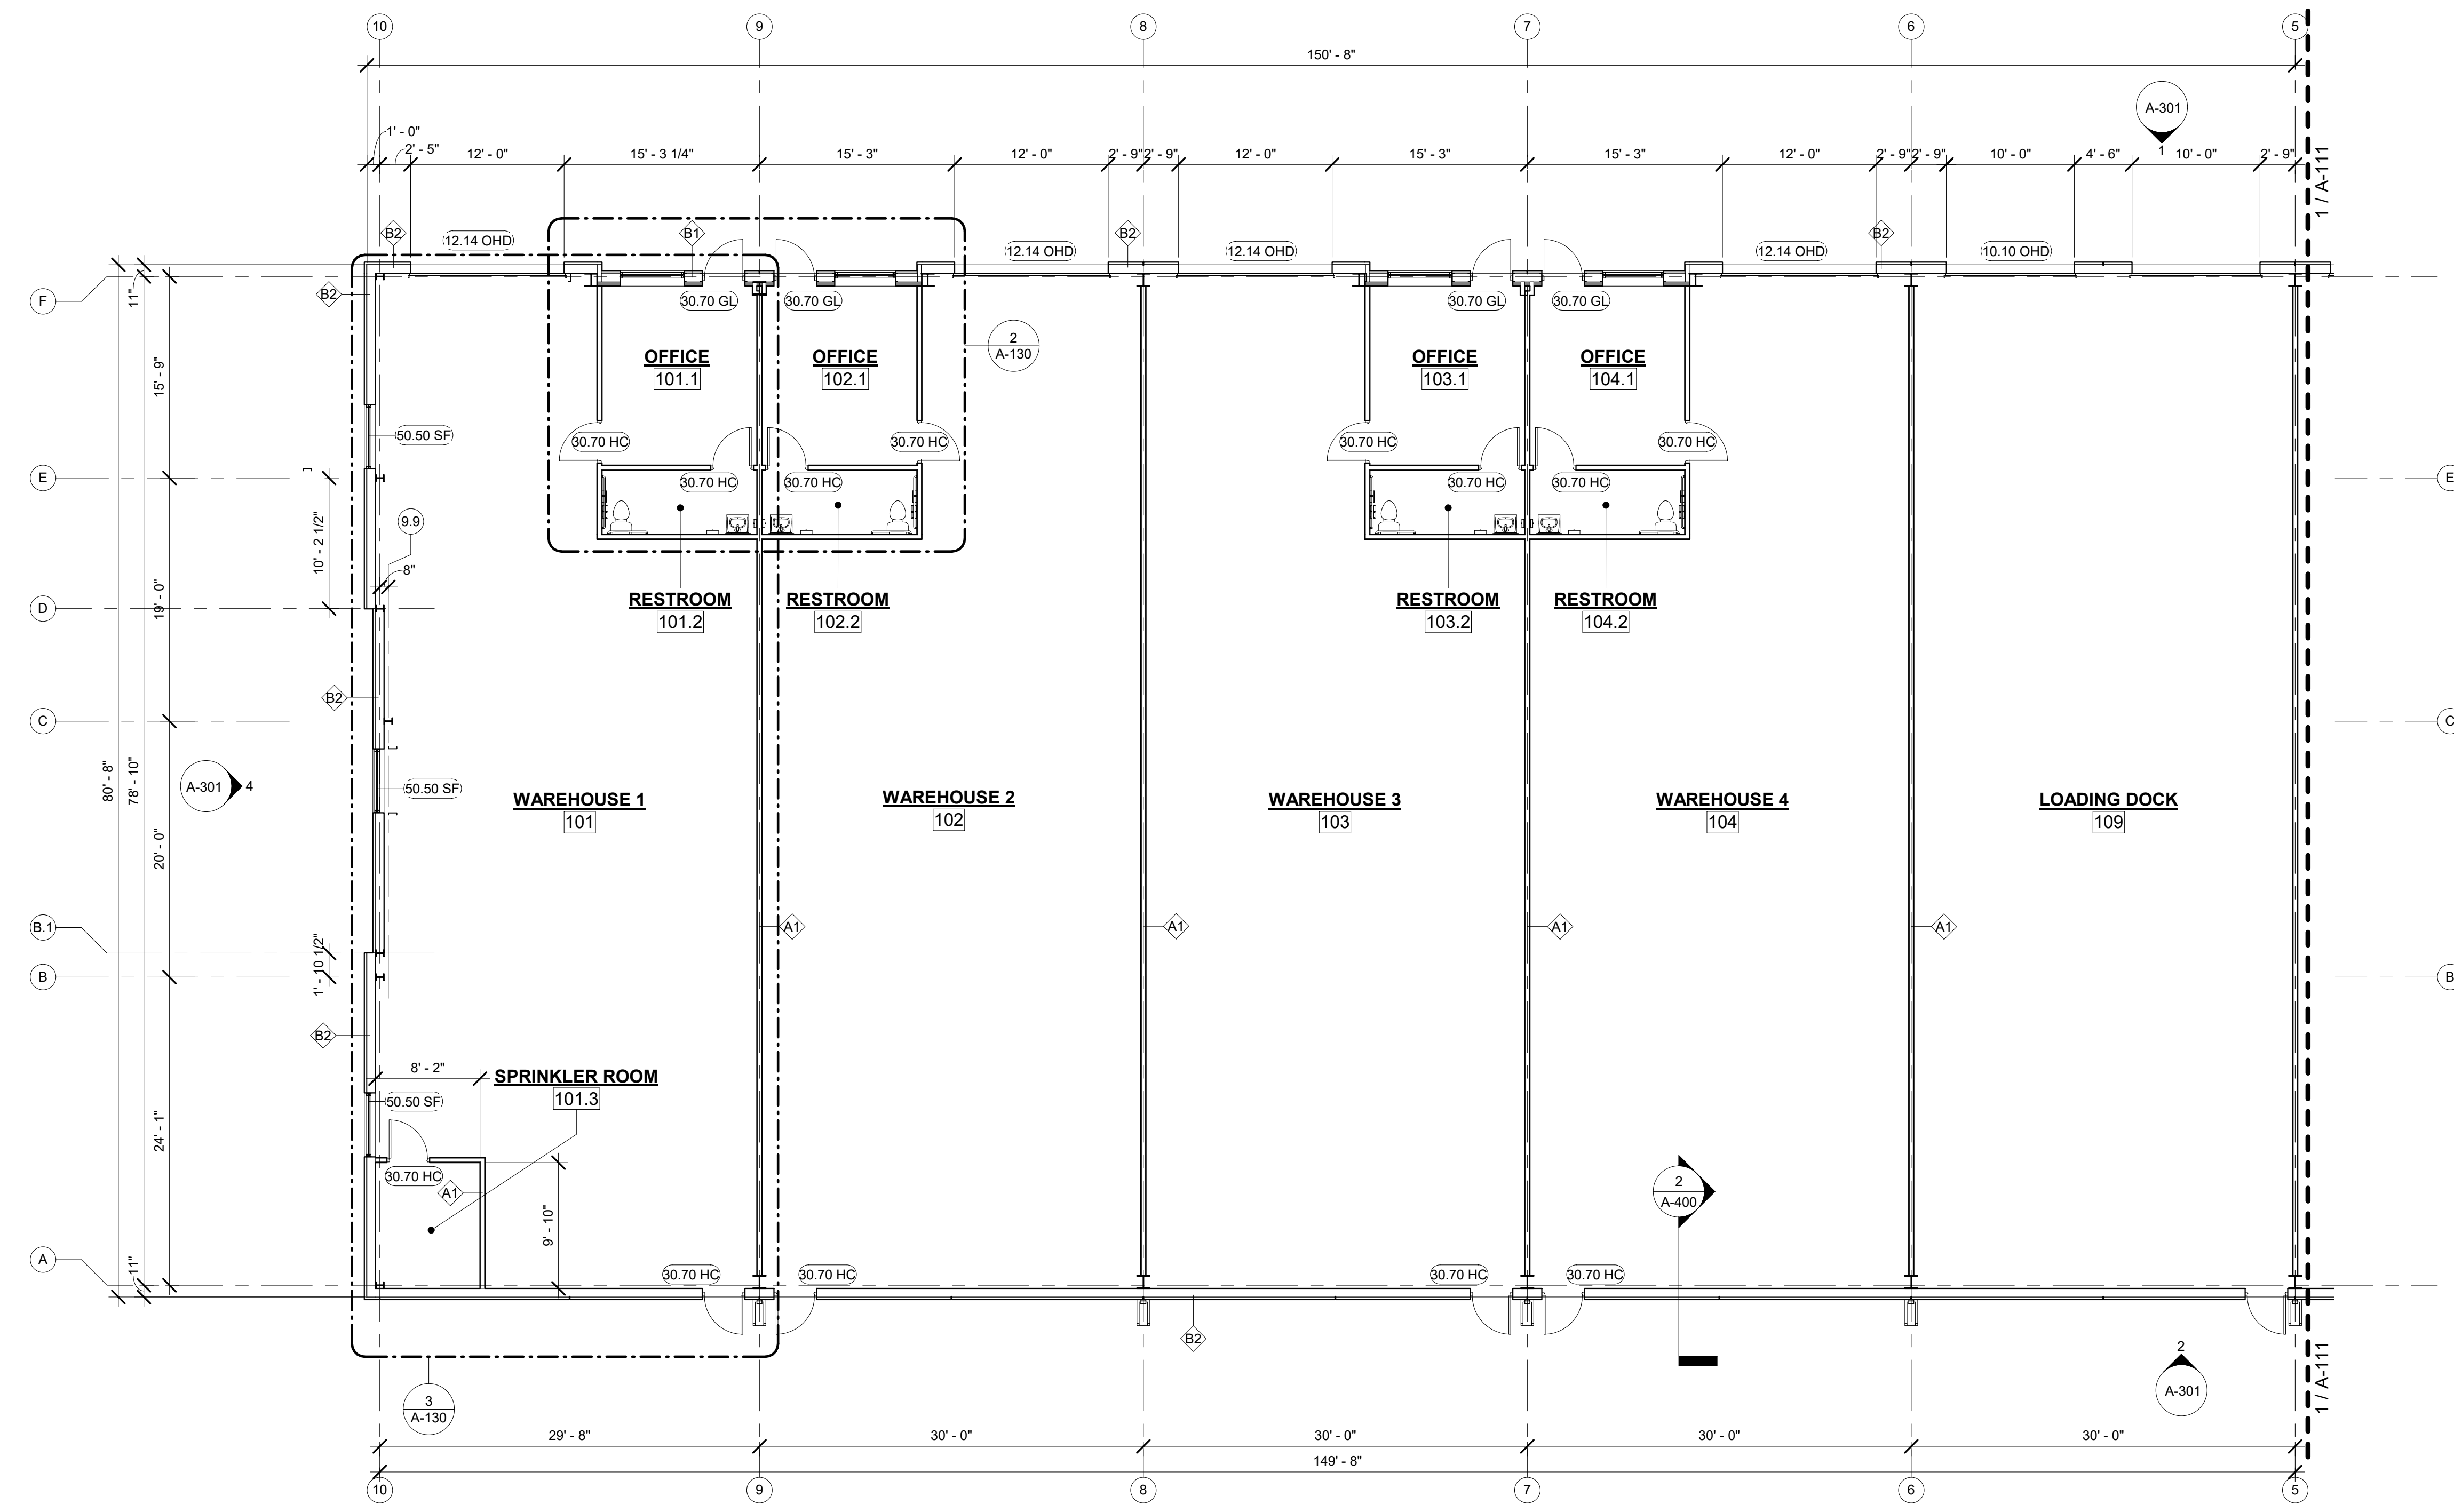 10
9
8
7
6
5
150' - 8"
A-301
1
1 / A-111
1' - 0"
2' - 5"
12' - 0"
15' - 3 1/4"
15' - 3"
12' - 0"
2' - 9"
2' - 9"
12' - 0"
15' - 3"
15' - 3"
12' - 0"
2' - 9"
2' - 9"
10' - 0"
4' - 6"
10' - 0"
2' - 9"
B2
12.14 OHD
B1
12.14 OHD
B2
12.14 OHD
12.14 OHD
B2
10.10 OHD
F
11"
B2
30.70 GL
30.70 GL
30.70 GL
30.70 GL
OFFICE
101.1
OFFICE
102.1
2
A-130
OFFICE
103.1
OFFICE
104.1
15' - 9"
50.50 SF
30.70 HC
30.70 HC
30.70 HC
30.70 HC
E
30.70 HC
30.70 HC
30.70 HC
30.70 HC
E
9.9
10' - 2 1/2"
8"
D
19' - 0"
RESTROOM
101.2
RESTROOM
102.2
RESTROOM
103.2
RESTROOM
104.2
B2
C
C
80' - 8"
78' - 10"
A-301
4
50.50 SF
20' - 0"
WAREHOUSE 1
101
WAREHOUSE 2
102
WAREHOUSE 3
103
WAREHOUSE 4
104
LOADING DOCK
109
B.1
A1
A1
A1
A1
1' - 10 1/2"
B
B
B2
8' - 2"
SPRINKLER ROOM
101.3
50.50 SF
24' - 1"
30.70 HC
A1
9' - 10"
2
A-400
A
11"
30.70 HC
30.70 HC
30.70 HC
30.70 HC
B2
2
A-301
1 / A-111
3
A-130
29' - 8"
30' - 0"
30' - 0"
30' - 0"
30' - 0"
149' - 8"
10
9
8
7
6
5